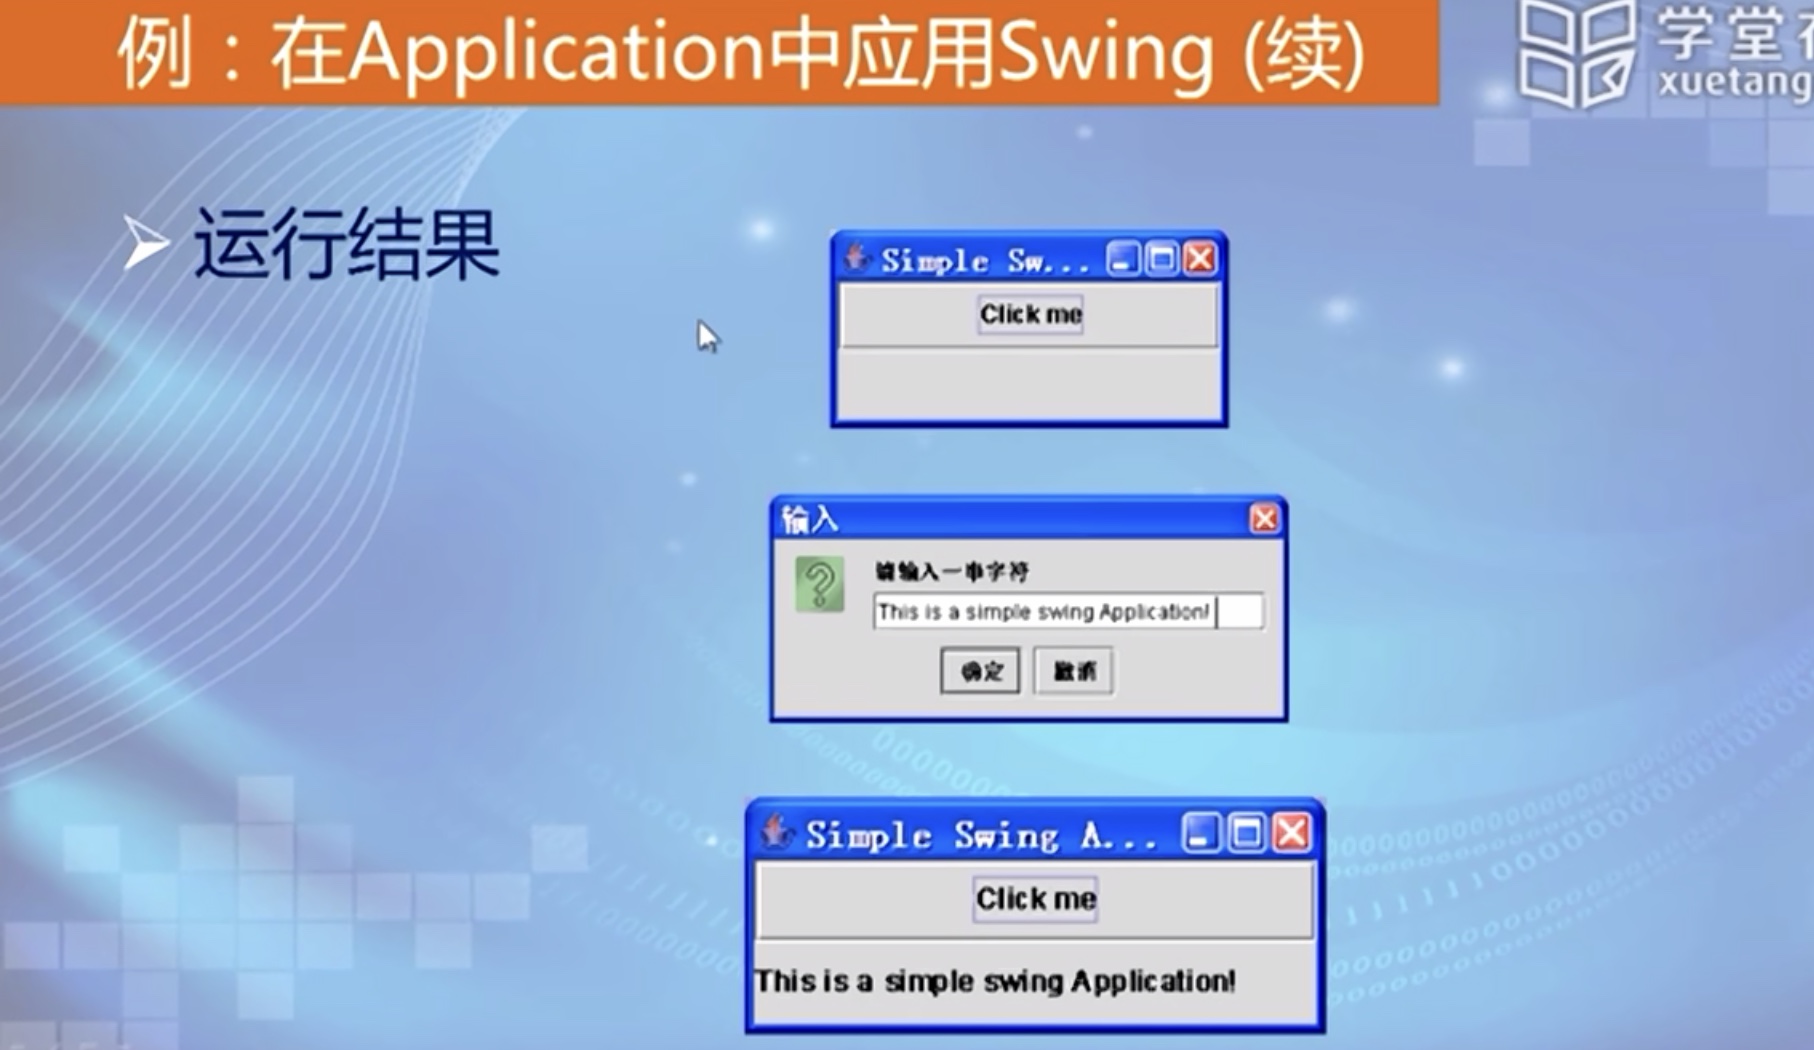 例：在Application中应用Swing (续)
学堂在
xuetang
运行结果
Simple Sw...
Click me
输入
请输入一串字符
This is a simple swing Application!
确定 取消
Simple Swing A...
Click me
This is a simple swing Application!